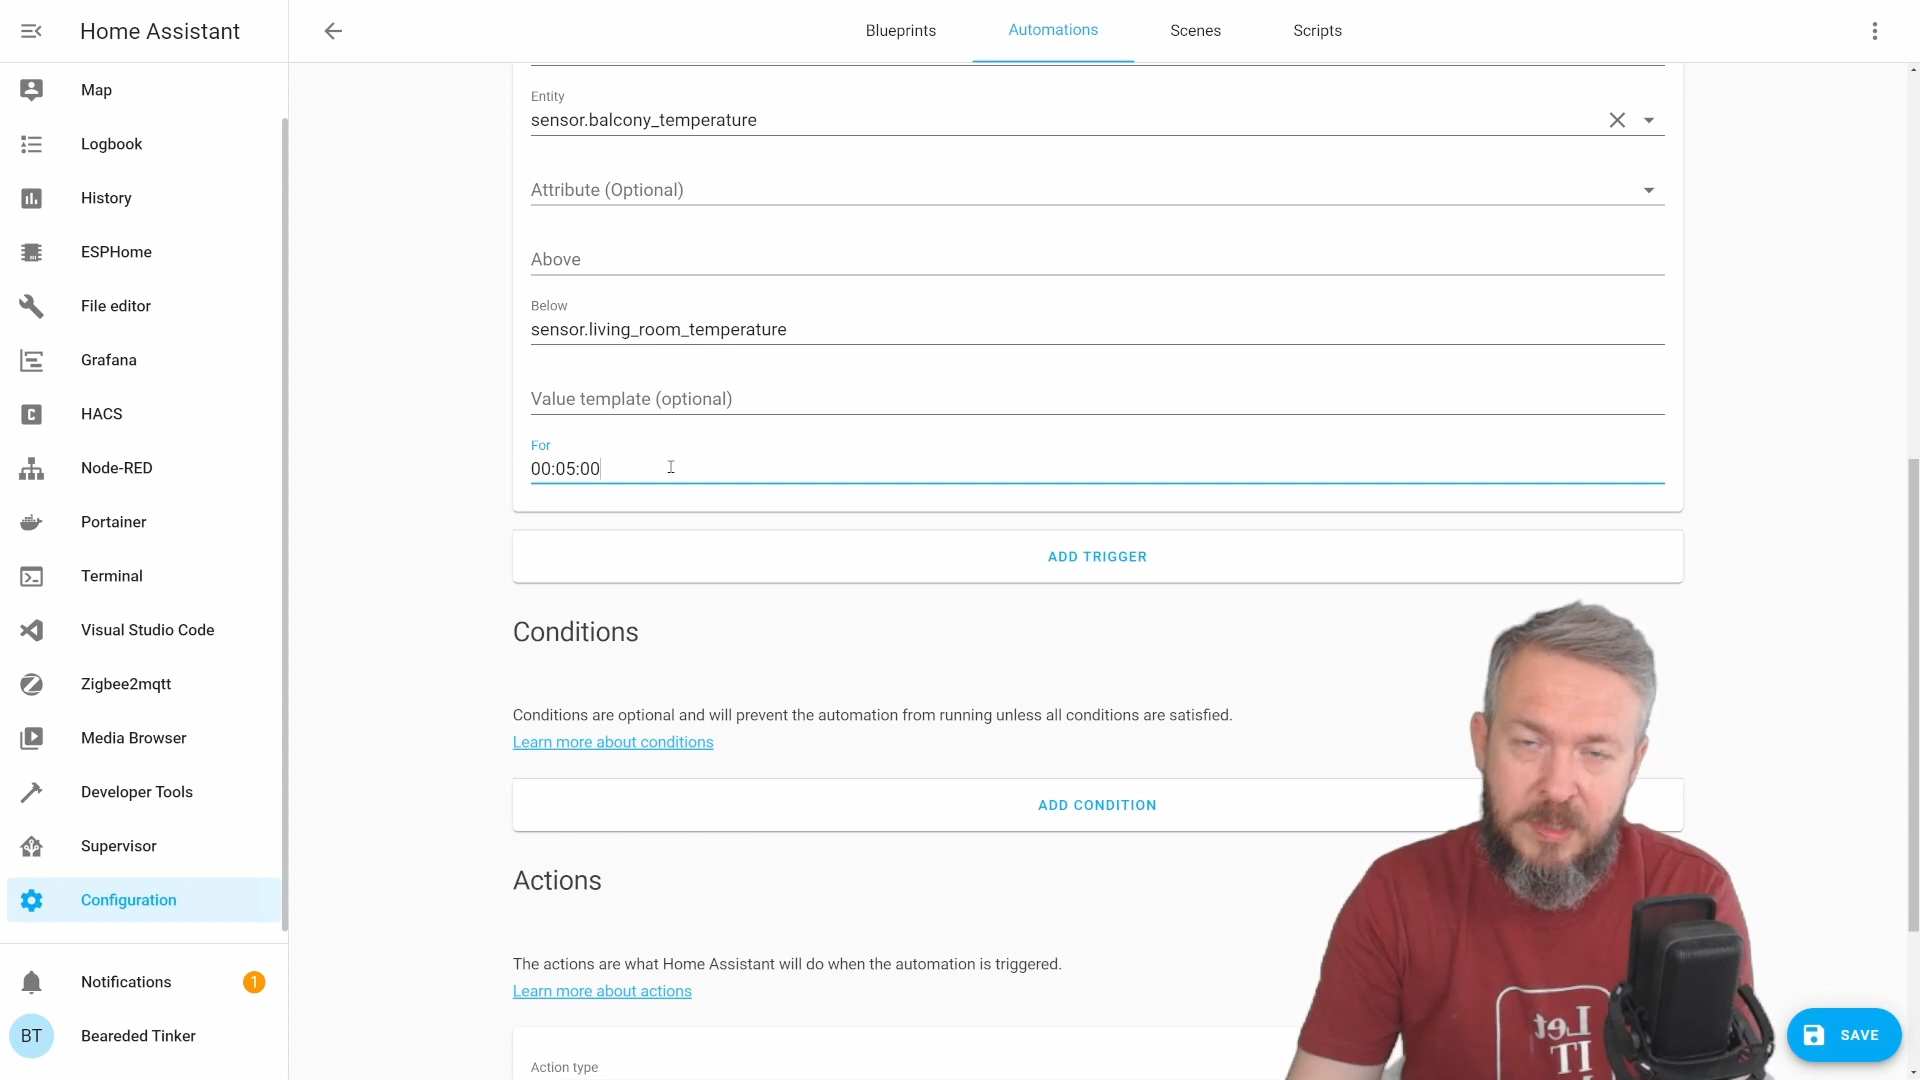 Home Assistant
Blueprints
Automations
Scenes
Scripts
Map
Logbook
History
ESPHome
File editor
Grafana
HACS
Node-RED
Portainer
Terminal
Visual Studio Code
Zigbee2mqtt
Media Browser
Developer Tools
Supervisor
Configuration
Notifications
1
BT
Bearded Tinker
Entity
sensor.balcony_temperature
Attribute (Optional)
Above
Below
sensor.living_room_temperature
Value template (optional)
For
00:05:00
ADD TRIGGER
Conditions
Conditions are optional and will prevent the automation from running unless all conditions are satisfied.
Learn more about conditions
ADD CONDITION
Actions
The actions are what Home Assistant will do when the automation is triggered.
Learn more about actions
Action type
Let
IT
SAVE